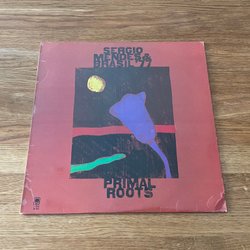 SERGIO
MENDES &
BRASIL '77
PRIMAL
ROOTS